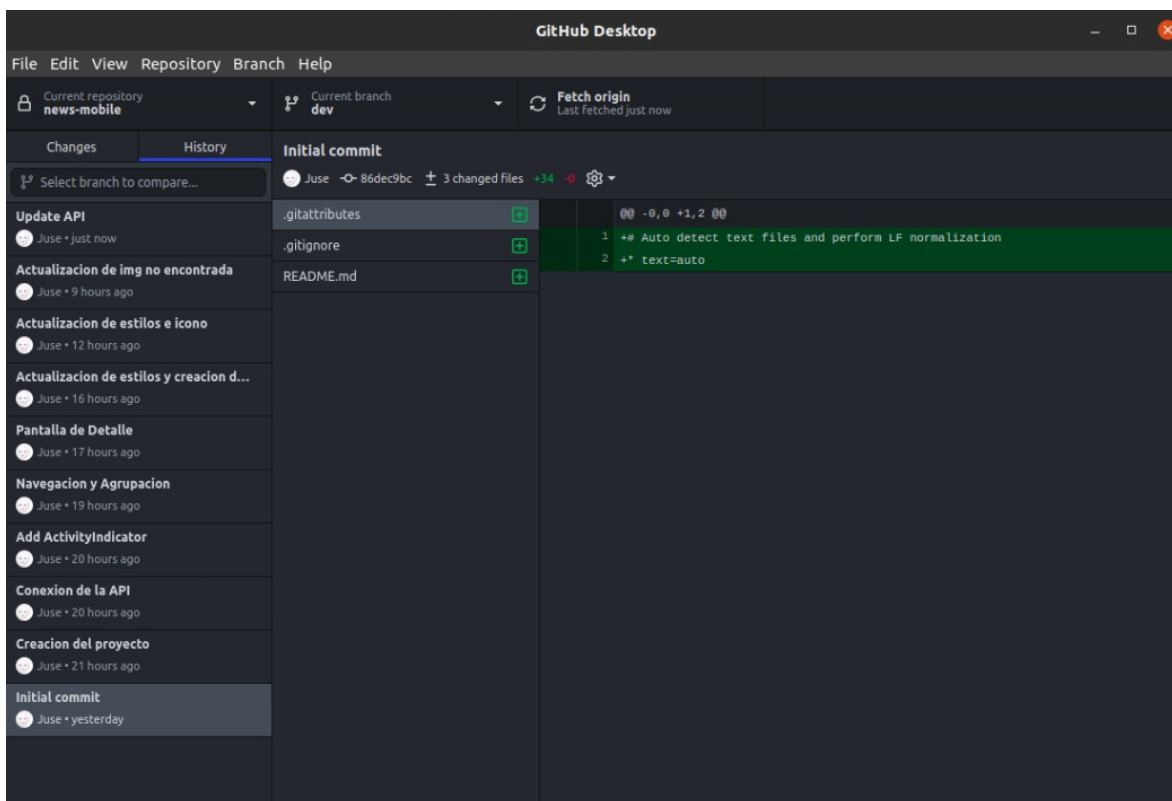 GitHub Desktop
File Edit View Repository Branch Help
Current repository
news-mobile
Current branch
dev
Fetch origin
Last fetched just now
Changes
History
Select branch to compare...
Update API
Juse • just now
Actualizacion de img no encontrada
Juse • 9 hours ago
Actualizacion de estilos e icono
Juse • 12 hours ago
Actualizacion de estilos y creacion d...
Juse • 16 hours ago
Pantalla de Detalle
Juse • 17 hours ago
Navegacion y Agrupacion
Juse • 19 hours ago
Add ActivityIndicator
Juse • 20 hours ago
Conexion de la API
Juse • 20 hours ago
Creacion del proyecto
Juse • 21 hours ago
Initial commit
Juse • yesterday
Initial commit
Juse 86dec9bc 3 changed files +34 -0
.gitattributes
.gitignore
README.md
@@ -0,0 +1,2 @@
1 +# Auto detect text files and perform LF normalization
2 +* text=auto